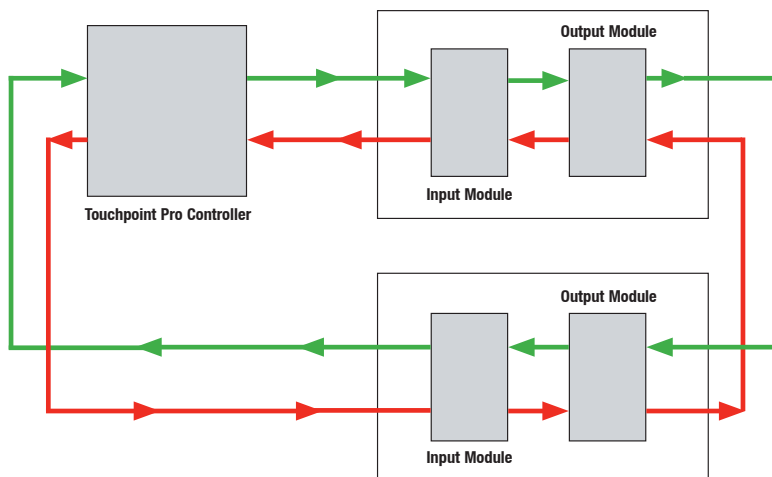 Output Module
Input Module
Touchpoint Pro Controller
Output Module
Input Module